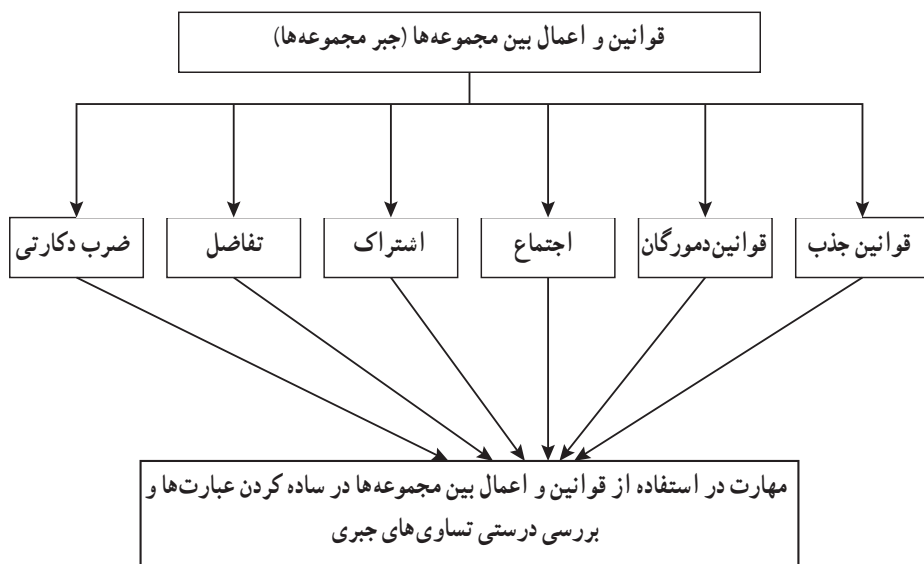 قوانین و اعمال بین مجموعه‌ها (جبر مجموعه‌ها)
قوانین جذب
قوانین دمورگان
اجتماع
اشتراک
تفاضل
ضرب دکارتی
مهارت در استفاده از قوانین و اعمال بین مجموعه‌ها در ساده کردن عبارت‌ها و
بررسی درستی تساوی‌های جبری